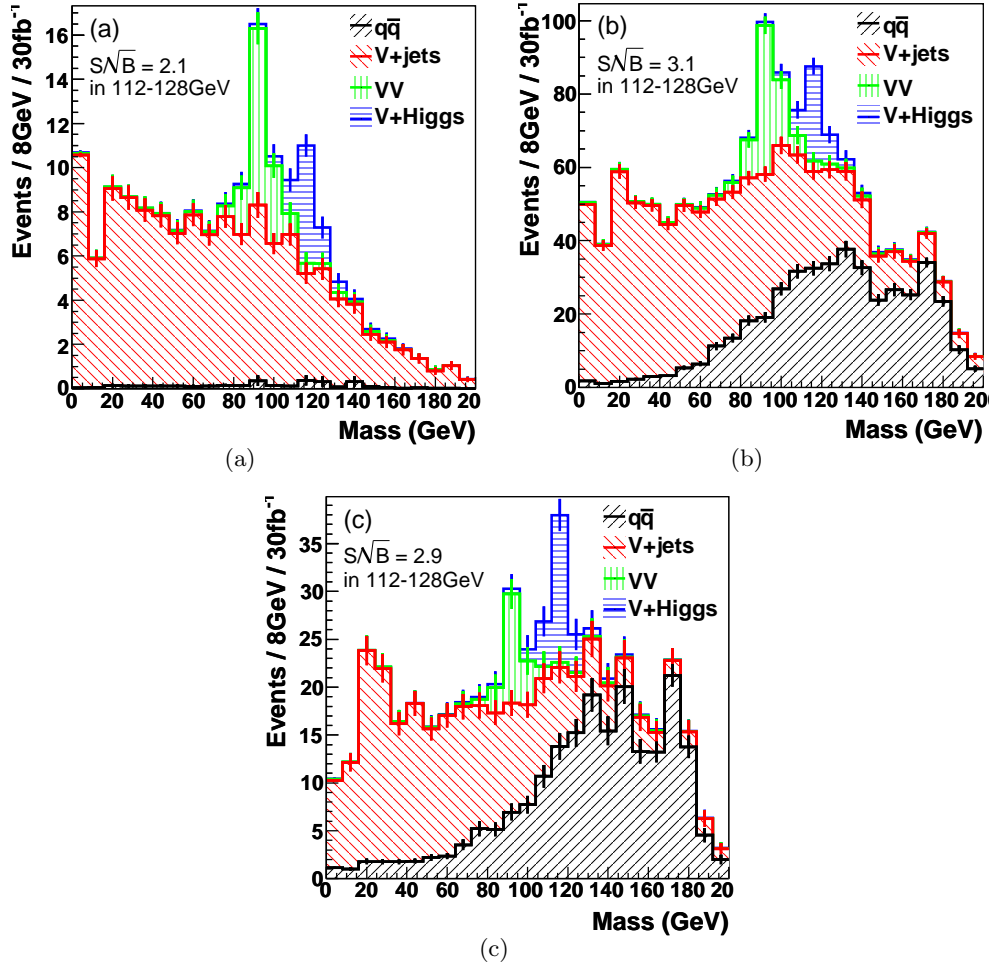 Events / 8GeV / 30fb⁻¹
(a)
S/√B = 2.1
in 112-128GeV
qq̅
V+jets
VV
V+Higgs
16
14
12
10
8
6
4
2
0
0 20 40 60 80 100 120 140 160 180 20
Mass (GeV)
(a)
Events / 8GeV / 30fb⁻¹
(b)
S/√B = 3.1
in 112-128GeV
qq̅
V+jets
VV
V+Higgs
100
80
60
40
20
0
0 20 40 60 80 100 120 140 160 180 20
Mass (GeV)
(b)
Events / 8GeV / 30fb⁻¹
(c)
S/√B = 2.9
in 112-128GeV
qq̅
V+jets
VV
V+Higgs
35
30
25
20
15
10
5
0
0 20 40 60 80 100 120 140 160 180 20
Mass (GeV)
(c)